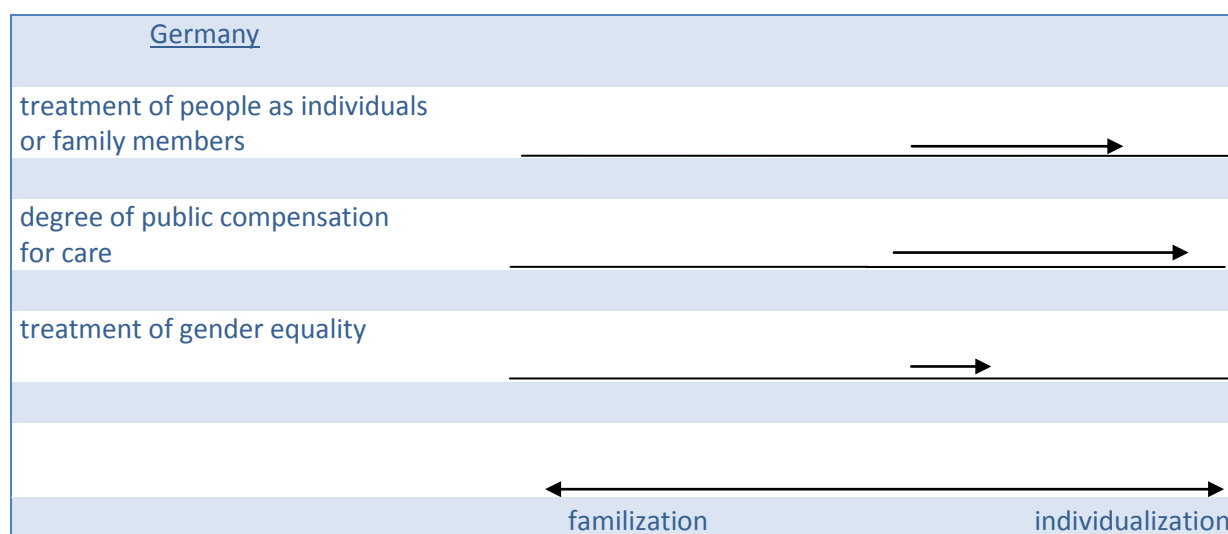 Germany
treatment of people as individuals
or family members
degree of public compensation
for care
treatment of gender equality
familization
individualization